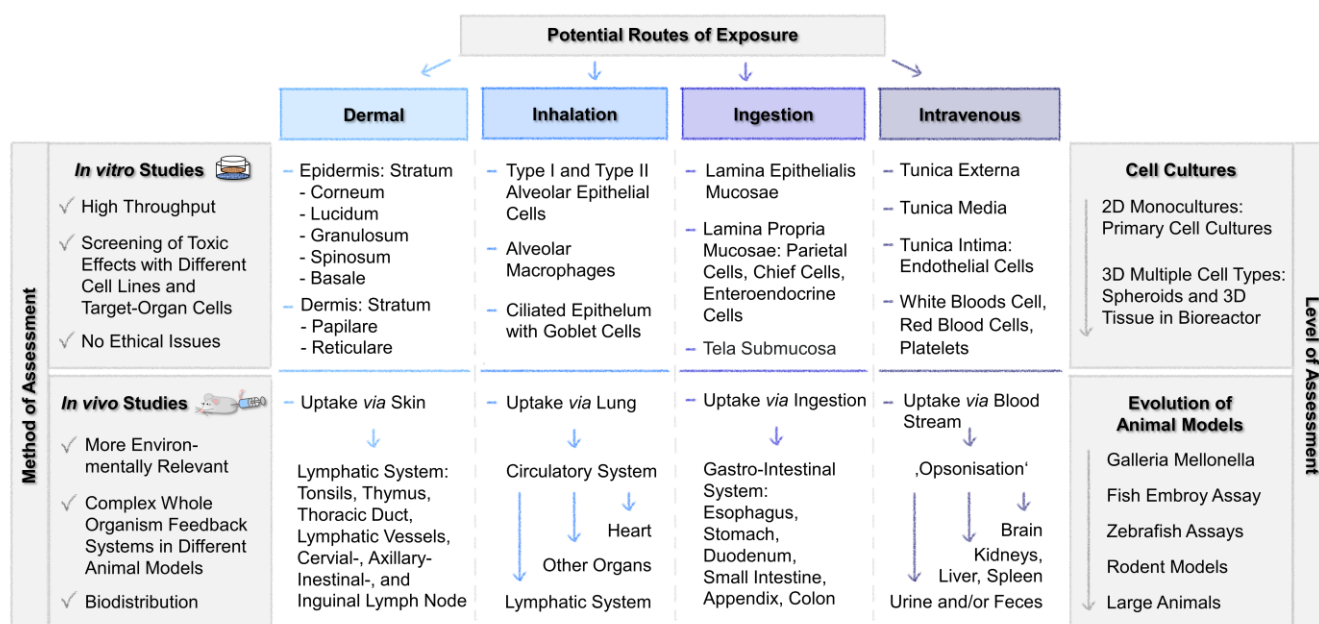 Potential Routes of Exposure
Dermal
Inhalation
Ingestion
Intravenous
Method of Assessment
In vitro Studies
High Throughput
Screening of Toxic
Effects with Different
Cell Lines and
Target-Organ Cells
No Ethical Issues
– Epidermis: Stratum
- Corneum
- Lucidum
- Granulosum
- Spinosum
- Basale
– Dermis: Stratum
- Papilare
- Reticulare
– Type I and Type II
Alveolar Epithelial
Cells
– Alveolar
Macrophages
– Ciliated Epithelum
with Goblet Cells
– Lamina Epithelialis
Mucosae
– Lamina Propria
Mucosae: Parietal
Cells, Chief Cells,
Enteroendocrine
Cells
– Tela Submucosa
– Tunica Externa
– Tunica Media
– Tunica Intima:
Endothelial Cells
– White Bloods Cell,
Red Blood Cells,
Platelets
Cell Cultures
2D Monocultures:
Primary Cell Cultures
3D Multiple Cell Types:
Spheroids and 3D
Tissue in Bioreactor
Level of Assessment
In vivo Studies
More Environ-
mentally Relevant
Complex Whole
Organism Feedback
Systems in Different
Animal Models
Biodistribution
– Uptake via Skin
Lymphatic System:
Tonsils, Thymus,
Thoracic Duct,
Lymphatic Vessels,
Cervial-, Axillary-
Inestinal-, and
Inguinal Lymph Node
– Uptake via Lung
Circulatory System
Heart
Other Organs
Lymphatic System
– Uptake via Ingestion
Gastro-Intestinal
System:
Esophagus,
Stomach,
Duodenum,
Small Intestine,
Appendix, Colon
– Uptake via Blood
Stream
‚Opsonisation‘
Brain
Kidneys,
Liver, Spleen
Urine and/or Feces
Evolution of
Animal Models
Galleria Mellonella
Fish Embroy Assay
Zebrafish Assays
Rodent Models
Large Animals